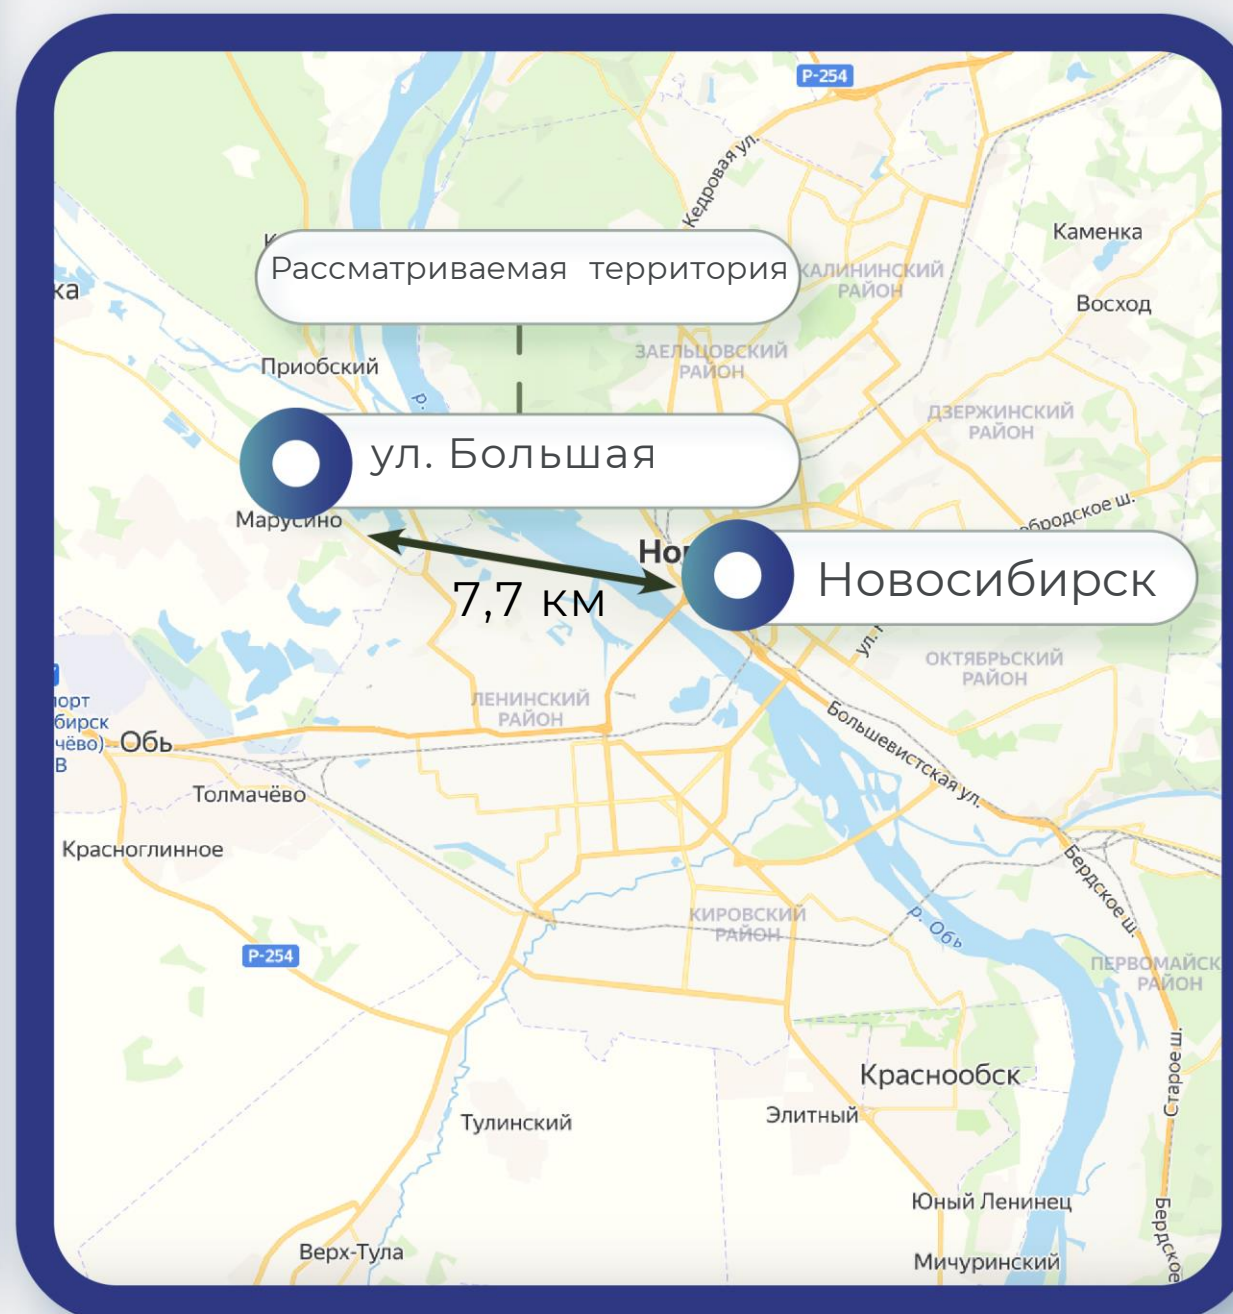 Р-254
Кедровая ул.
Каменка
КАЛИНИНСКИЙ
РАЙОН
Рассматриваемая территория
Восход
ЗАЕЛЬЦОВСКИЙ
РАЙОН
Приобский
р.
ДЗЕРЖИНСКИЙ
РАЙОН
ул. Большая
Марусино
7,7 км
Новосибирск
ОКТЯБРЬСКИЙ
РАЙОН
ЛЕНИНСКИЙ
РАЙОН
Обь
Большевистская ул.
Толмачёво
Красноглинное
Бердское ш.
КИРОВСКИЙ
РАЙОН
р. Обь
Р-254
ПЕРВОМАЙСК
РАЙОН
Старое ш.
Краснообск
Элитный
Тулинский
Юный Ленинец
Бердское
Верх-Тула
Мичуринский